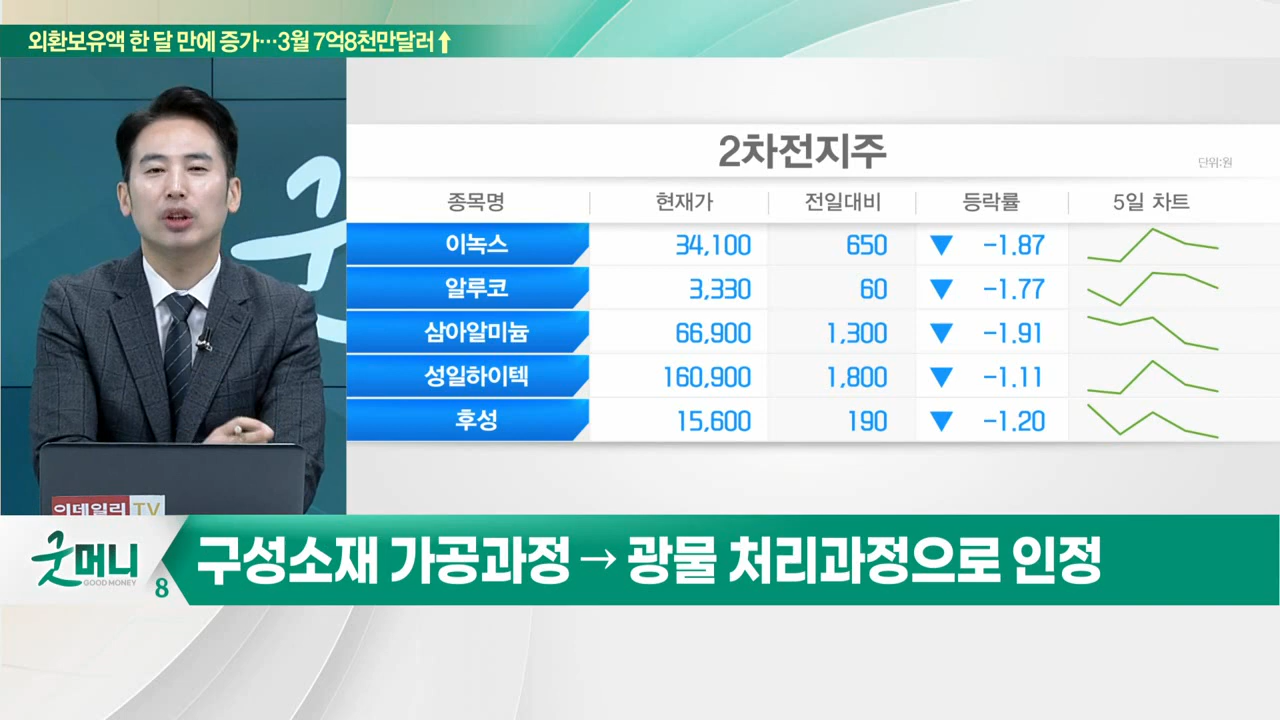 외환보유액 한 달 만에 증가…3월 7억8천만달러↑
2차전지주
단위:원
종목명 현재가 전일대비 등락률 5일 차트
이녹스 34,100 650 ▼ -1.87
알루코 3,330 60 ▼ -1.77
삼아알미늄 66,900 1,300 ▼ -1.91
성일하이텍 160,900 1,800 ▼ -1.11
후성 15,600 190 ▼ -1.20
이데일리 TV
굿머니
GOOD MONEY
8
구성소재 가공과정→광물 처리과정으로 인정